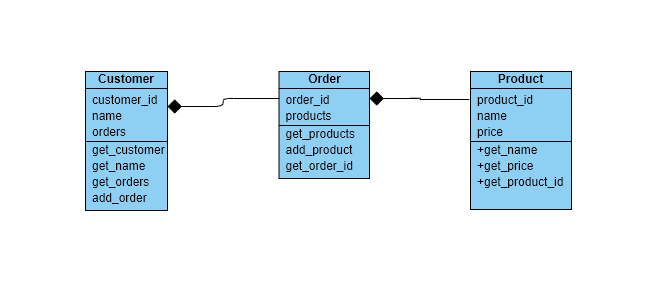 Customer
customer_id
name
orders
get_customer
get_name
get_orders
add_order
Order
order_id
products
get_products
add_product
get_order_id
Product
product_id
name
price
+get_name
+get_price
+get_product_id